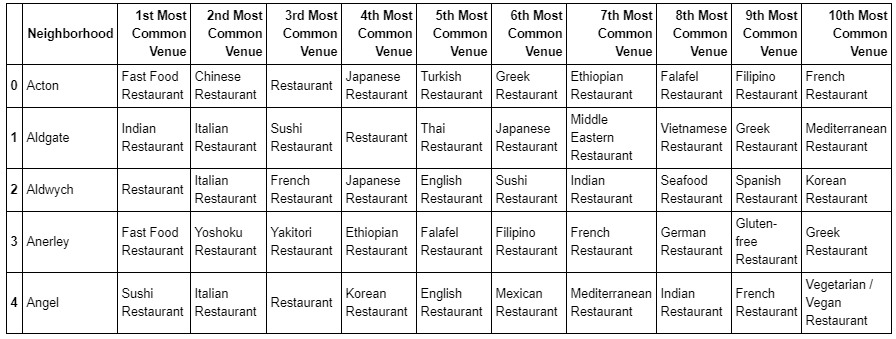 Neighborhood 1st Most Common Venue 2nd Most Common Venue 3rd Most Common Venue 4th Most Common Venue 5th Most Common Venue 6th Most Common Venue 7th Most Common Venue 8th Most Common Venue 9th Most Common Venue 10th Most Common Venue
0 Acton Fast Food Restaurant Chinese Restaurant Restaurant Japanese Restaurant Turkish Restaurant Greek Restaurant Ethiopian Restaurant Falafel Restaurant Filipino Restaurant French Restaurant
1 Aldgate Indian Restaurant Italian Restaurant Sushi Restaurant Restaurant Thai Restaurant Japanese Restaurant Middle Eastern Restaurant Vietnamese Restaurant Greek Restaurant Mediterranean Restaurant
2 Aldwych Restaurant Italian Restaurant French Restaurant Japanese Restaurant English Restaurant Sushi Restaurant Indian Restaurant Seafood Restaurant Spanish Restaurant Korean Restaurant
3 Anerley Fast Food Restaurant Yoshoku Restaurant Yakitori Restaurant Ethiopian Restaurant Falafel Restaurant Filipino Restaurant French Restaurant German Restaurant Gluten-free Restaurant Greek Restaurant
4 Angel Sushi Restaurant Italian Restaurant Restaurant Korean Restaurant English Restaurant Mexican Restaurant Mediterranean Restaurant Indian Restaurant French Restaurant Vegetarian / Vegan Restaurant